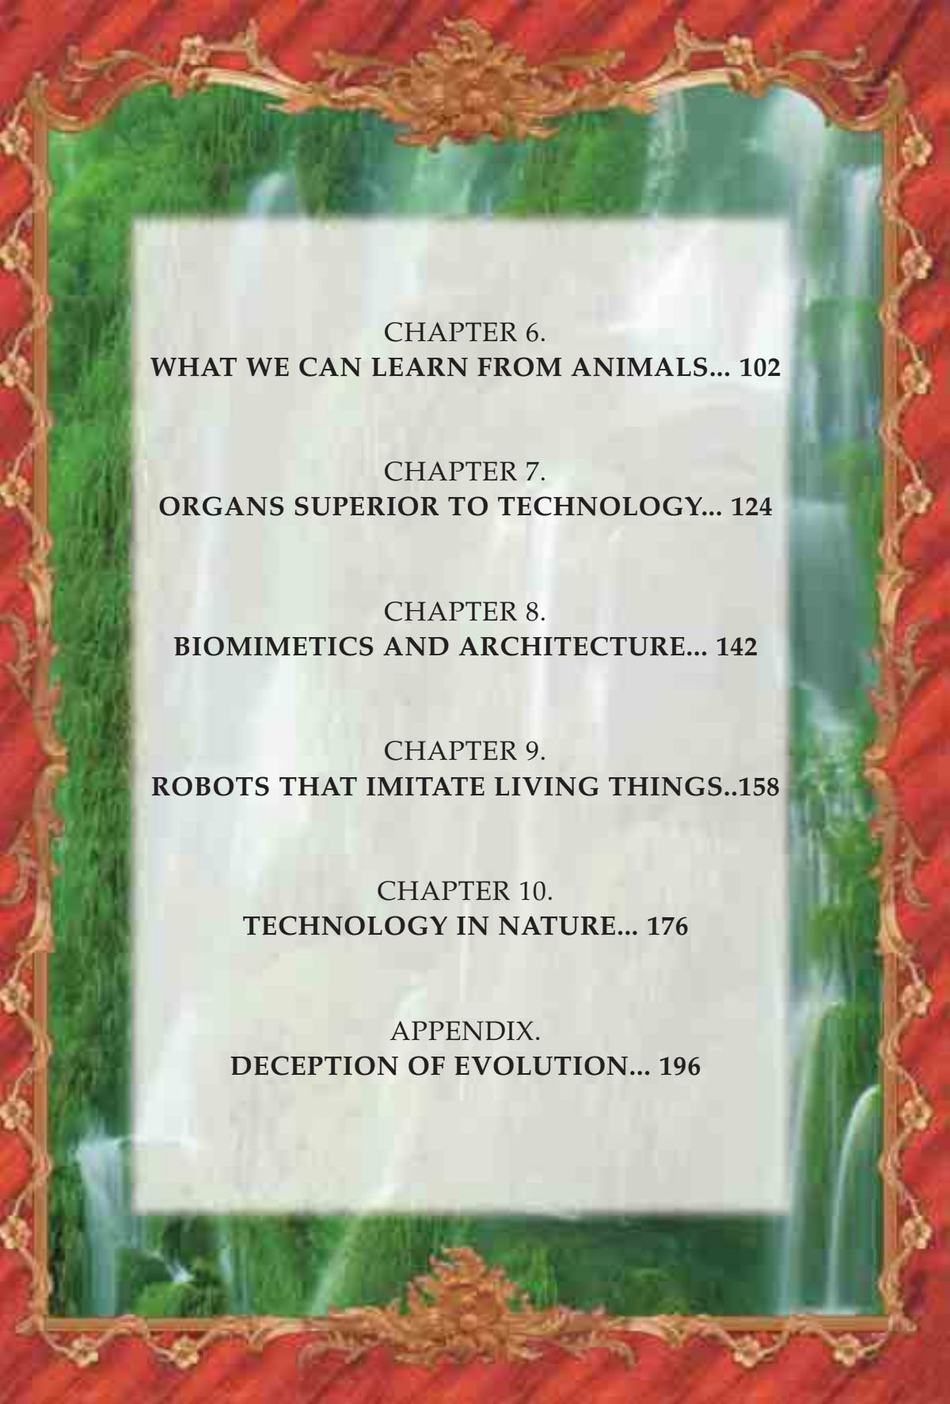 CHAPTER 6.
WHAT WE CAN LEARN FROM ANIMALS... 102
CHAPTER 7.
ORGANS SUPERIOR TO TECHNOLOGY... 124
CHAPTER 8.
BIOMIMETICS AND ARCHITECTURE... 142
CHAPTER 9.
ROBOTS THAT IMITATE LIVING THINGS..158
CHAPTER 10.
TECHNOLOGY IN NATURE... 176
APPENDIX.
DECEPTION OF EVOLUTION... 196